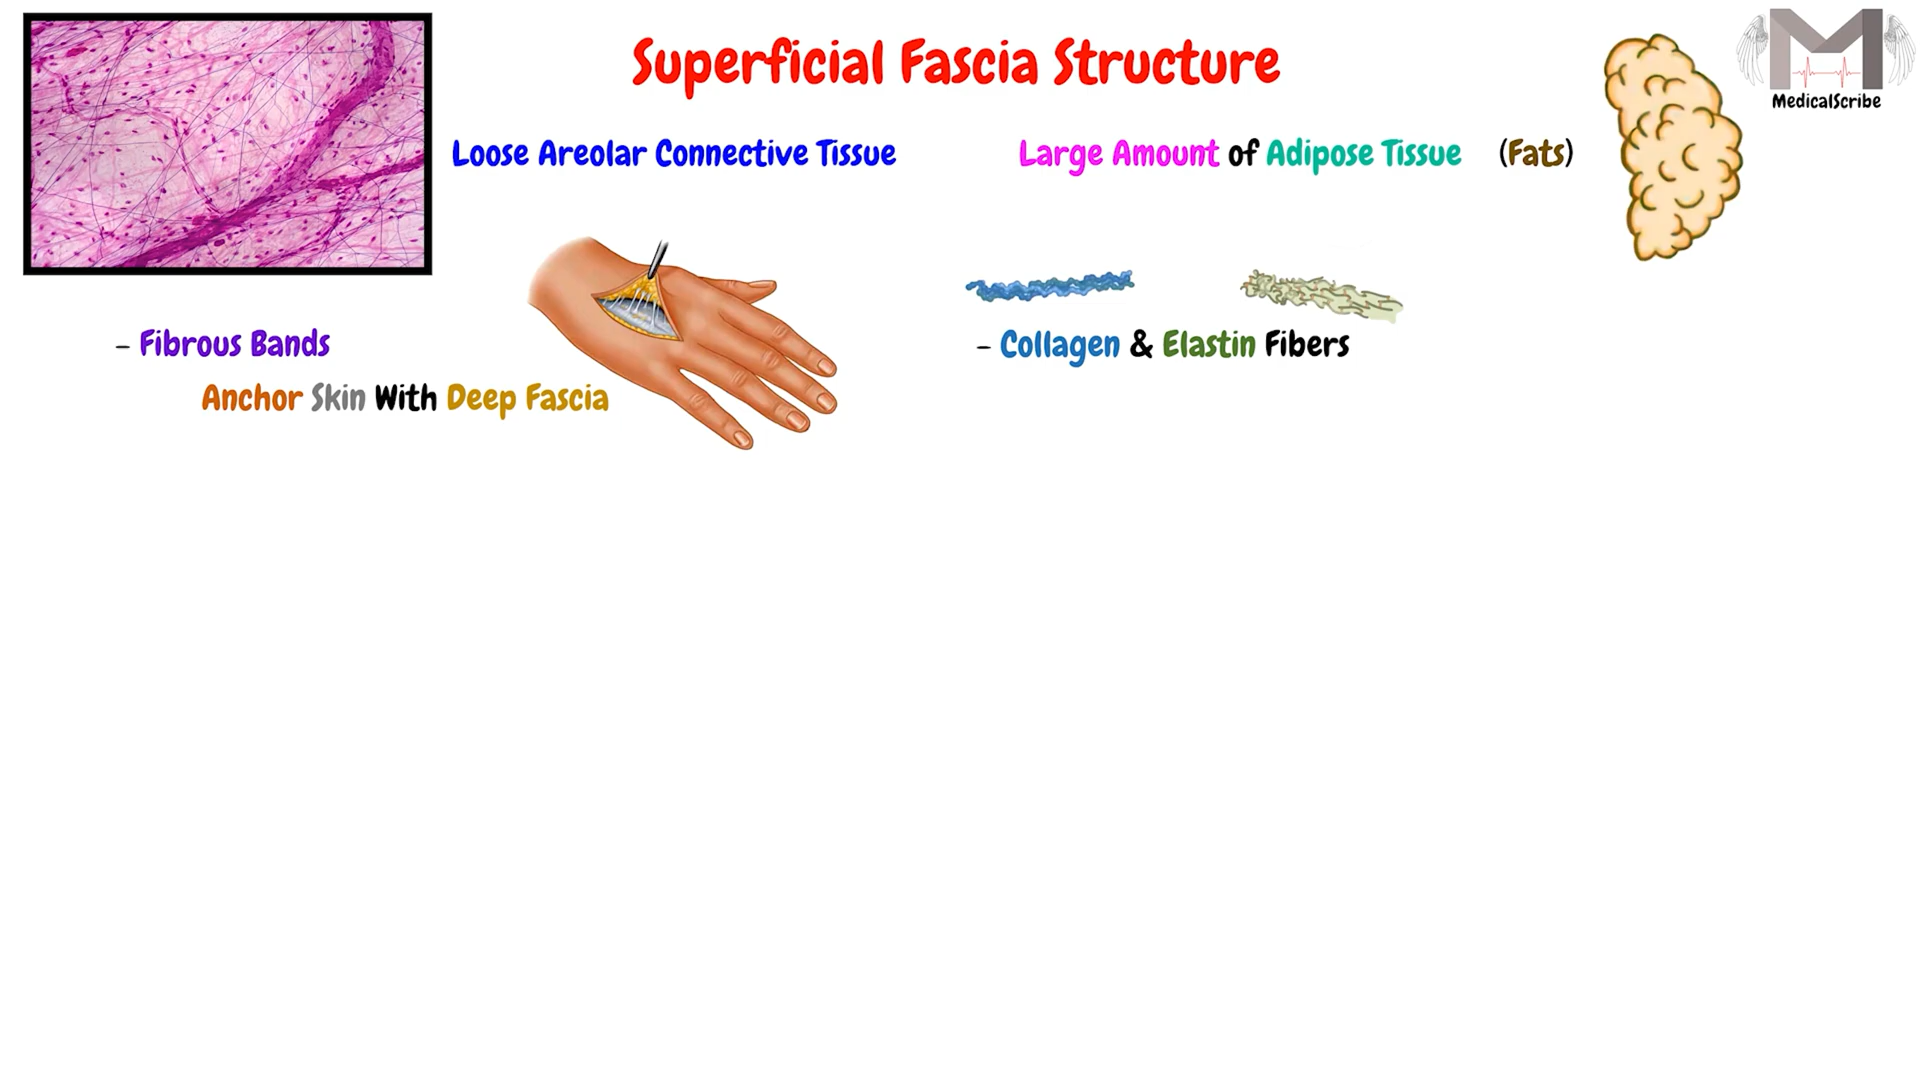 Superficial Fascia Structure
MedicalScribe
Loose Areolar Connective Tissue
Large Amount of Adipose Tissue (Fats)
- Fibrous Bands
Anchor Skin With Deep Fascia
- Collagen & Elastin Fibers